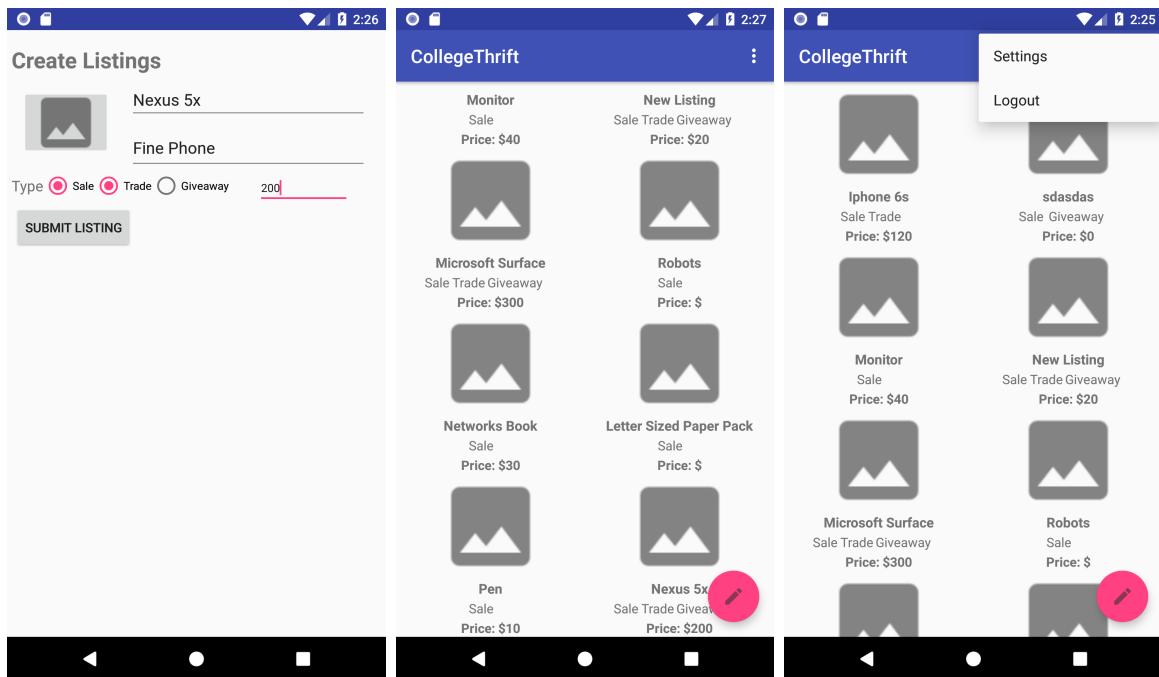 2:26
Create Listings
Nexus 5x
Fine Phone
Type Sale Trade Giveaway 200
SUBMIT LISTING
2:27
CollegeThrift
Monitor New Listing
Sale Sale Trade Giveaway
Price: $40 Price: $20
Microsoft Surface Robots
Sale Trade Giveaway Sale
Price: $300 Price: $
Networks Book Letter Sized Paper Pack
Sale Sale
Price: $30 Price: $
Pen Nexus 5x
Sale Sale Trade
Price: $10 Price: $200
2:25
CollegeThrift
Settings
Logout
Iphone 6s sdasdas
Sale Trade Sale Giveaway
Price: $120 Price: $0
Monitor New Listing
Sale Sale Trade Giveaway
Price: $40 Price: $20
Microsoft Surface Robots
Sale Trade Giveaway Sale
Price: $300 Price: $